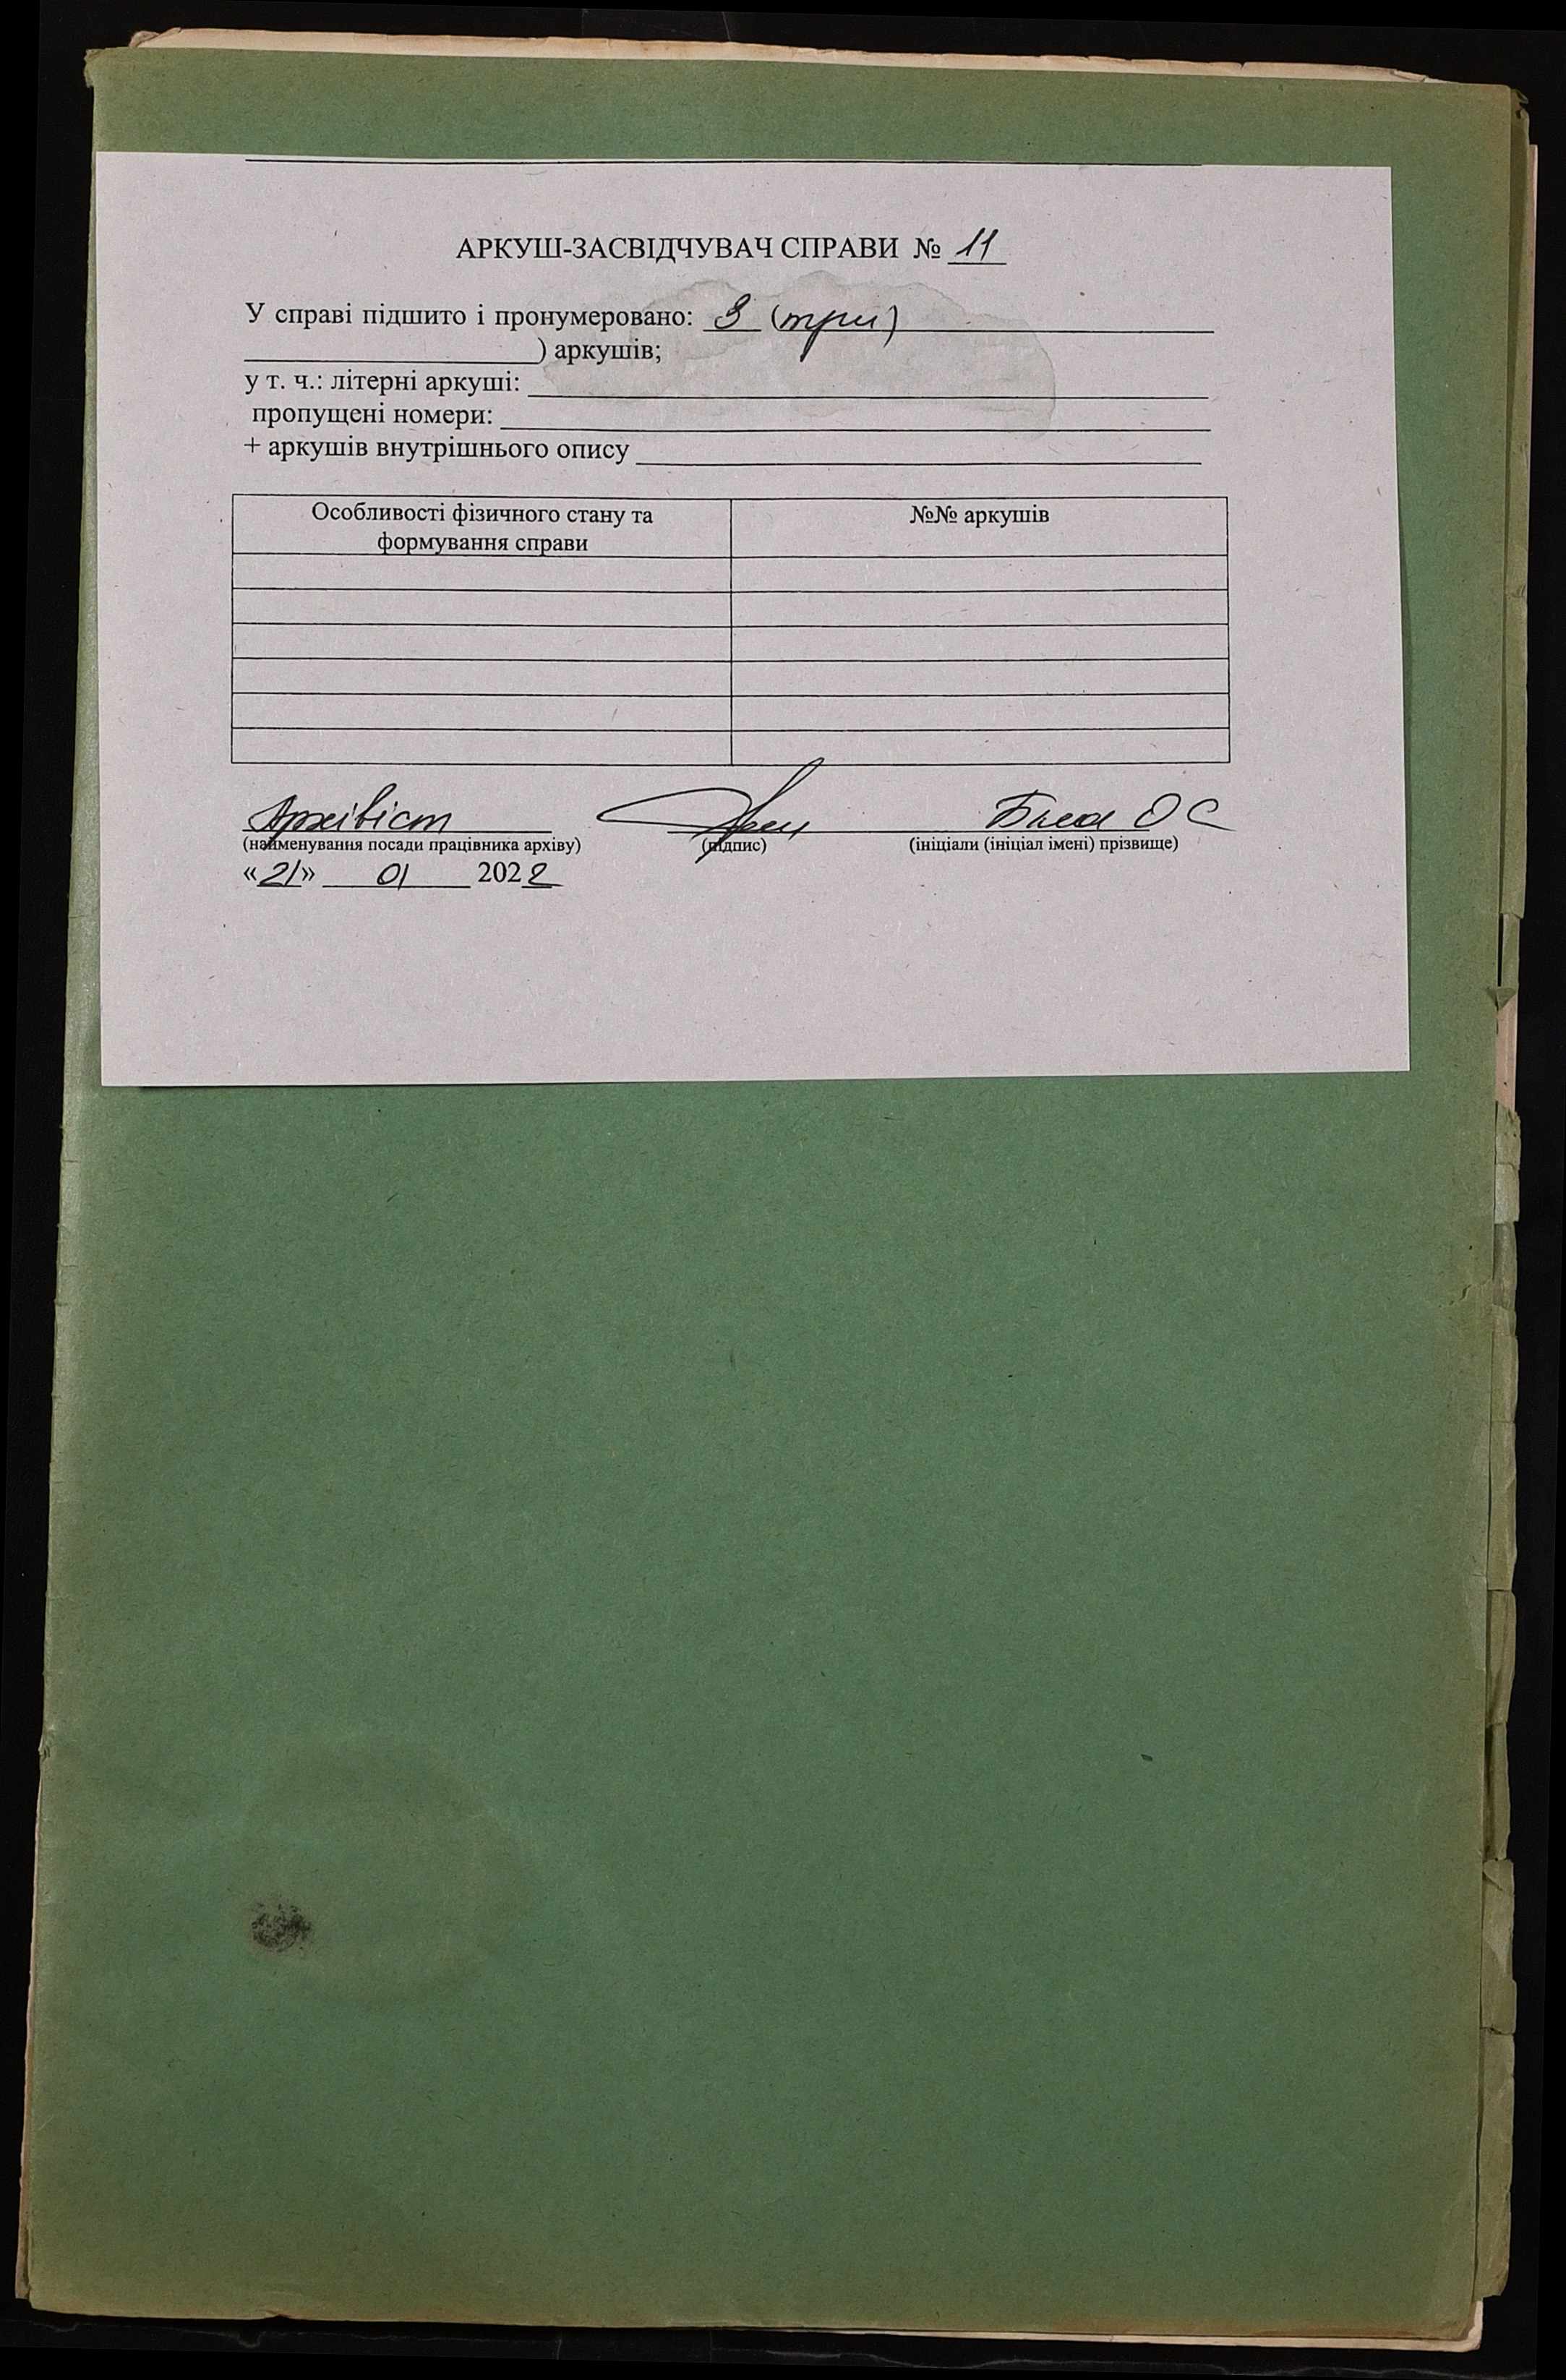 АРКУШ-ЗАСВІДЧУВАЧ СПРАВИ № 11
У справі підшито і пронумеровано: 3 (три)
) аркушів;
у т. ч.: літерні аркуші:
пропущені номери:
+ аркушів внутрішнього опису
Особливості фізичного стану та
формування справи
№№ аркушів
Архівіст
О С
(найменування посади працівника архіву) (підпис) (ініціали (ініціал імені) прізвище)
«21» 01 2022